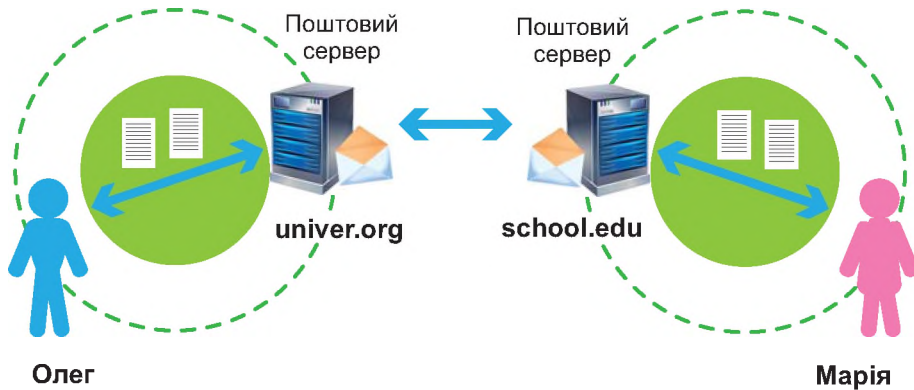 Поштовий
сервер
Поштовий
сервер
univer.org
school.edu
Олег
Марія